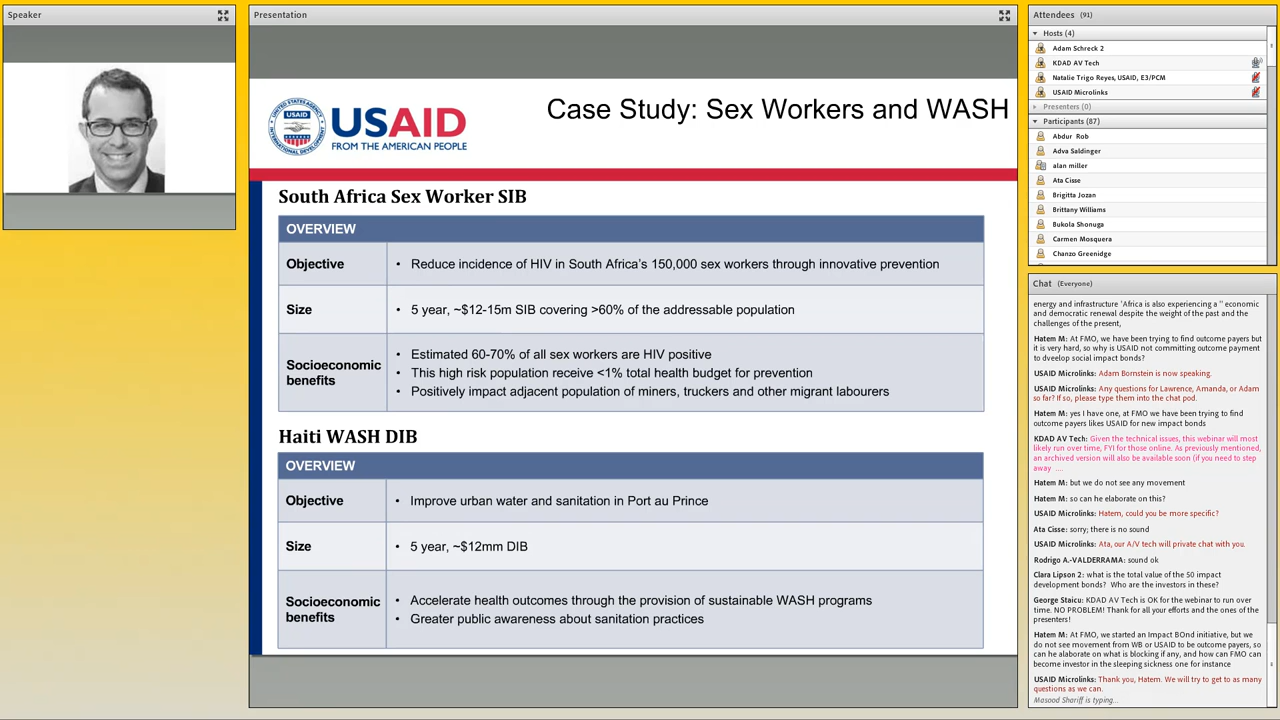 Speaker
Presentation
UNITED STATES AGENCY
USAID
INTERNATIONAL DEVELOPMENT
USAID
FROM THE AMERICAN PEOPLE
Case Study: Sex Workers and WASH
South Africa Sex Worker SIB
OVERVIEW
Objective
• Reduce incidence of HIV in South Africa's 150,000 sex workers through innovative prevention
Size
• 5 year, ~$12-15m SIB covering >60% of the addressable population
Socioeconomic
benefits
• Estimated 60-70% of all sex workers are HIV positive
• This high risk population receive <1% total health budget for prevention
• Positively impact adjacent population of miners, truckers and other migrant labourers
Haiti WASH DIB
OVERVIEW
Objective
• Improve urban water and sanitation in Port au Prince
Size
• 5 year, ~$12mm DIB
Socioeconomic
benefits
• Accelerate health outcomes through the provision of sustainable WASH programs
• Greater public awareness about sanitation practices
Attendees (91)
Hosts (4)
Adam Schreck 2
KDAD AV Tech
Natalie Trigo Reyes, USAID, E3/PCM
USAID Microlinks
Presenters (0)
Participants (87)
Abdur Rob
Adva Saldinger
alan miller
Ata Cisse
Brigitta Jozan
Brittany Williams
Bukola Shonuga
Carmen Mosquera
Chanzo Greenidge
Chat (Everyone)
energy and infrastructure 'Africa is also experiencing a " economic
and democratic renewal despite the weight of the past and the
challenges of the present,
Hatem M: At FMO, we have been trying to find outcome payers but
it is very hard, so why is USAID not committing outcome payment
to dveelop social impact bonds?
USAID Microlinks: Adam Bornstein is now speaking.
USAID Microlinks: Any questions for Lawrence, Amanda, or Adam
so far? If so, please type them into the chat pod.
Hatem M: yes I have one, at FMO we have been trying to find
outcome payers likes USAID for new impact bonds
KDAD AV Tech: Given the technical issues, this webinar will most
likely run over time, FYI for those online. As previously mentioned,
an archived version will also be available soon (if you need to step
away ....
Hatem M: but we do not see any movement
Hatem M: so can he elaborate on this?
USAID Microlinks: Hatem, could you be more specific?
Ata Cisse: sorry; there is no sound
USAID Microlinks: Ata, our A/V tech will private chat with you.
Rodrigo A.-VALDERRAMA: sound ok
Clara Lipson 2: what is the total value of the 50 impact
development bonds? Who are the investors in these?
George Staicu: KDAD AV Tech is OK for the webinar to run over
time. NO PROBLEM! Thank for all your efforts and the ones of the
presenters!
Hatem M: At FMO, we started an Impact BOnd initiative, but we
do not see movement from WB or USAID to be outcome payers, so
can he alaborate on what is blocking if any, and how can FMO can
become investor in the sleeping sickness one for instance
USAID Microlinks: Thank you, Hatem. We will try to get to as many
questions as we can.
Masood Shariff is typing...